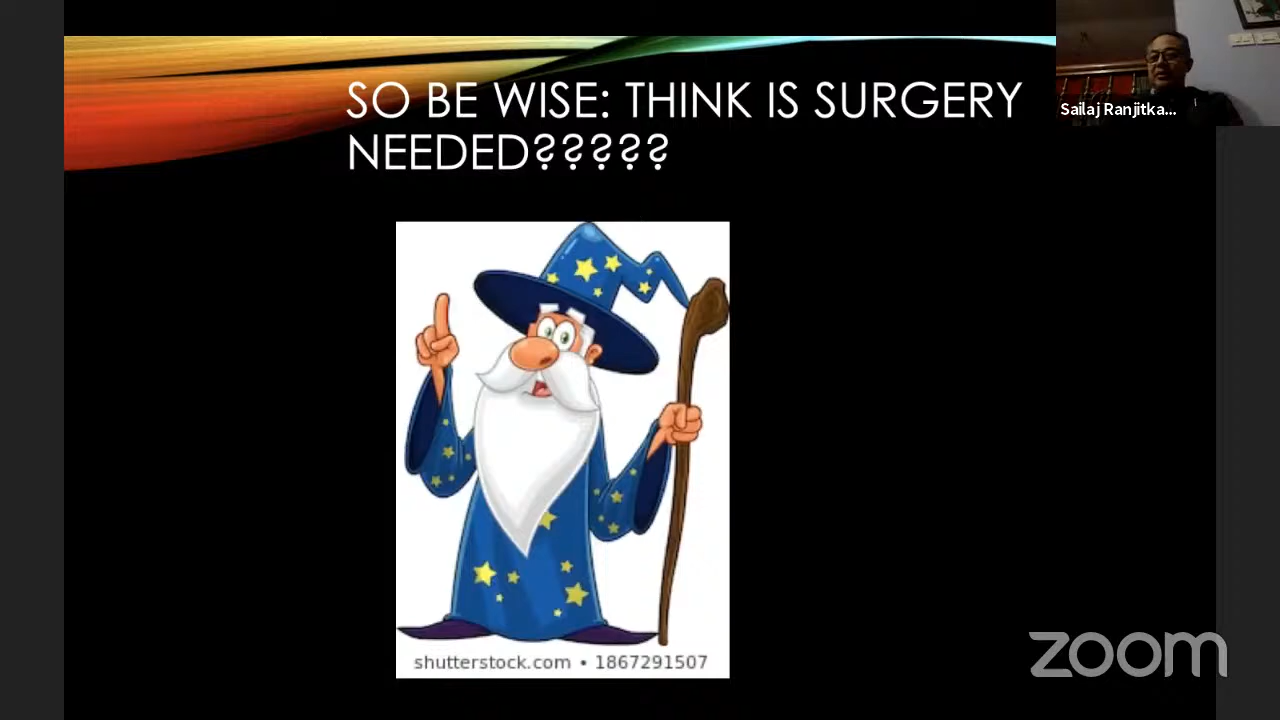 SO BE WISE: THINK IS SURGERY
NEEDED?????
Sailaj Ranjitka...
shutterstock.com • 1867291507
zoom